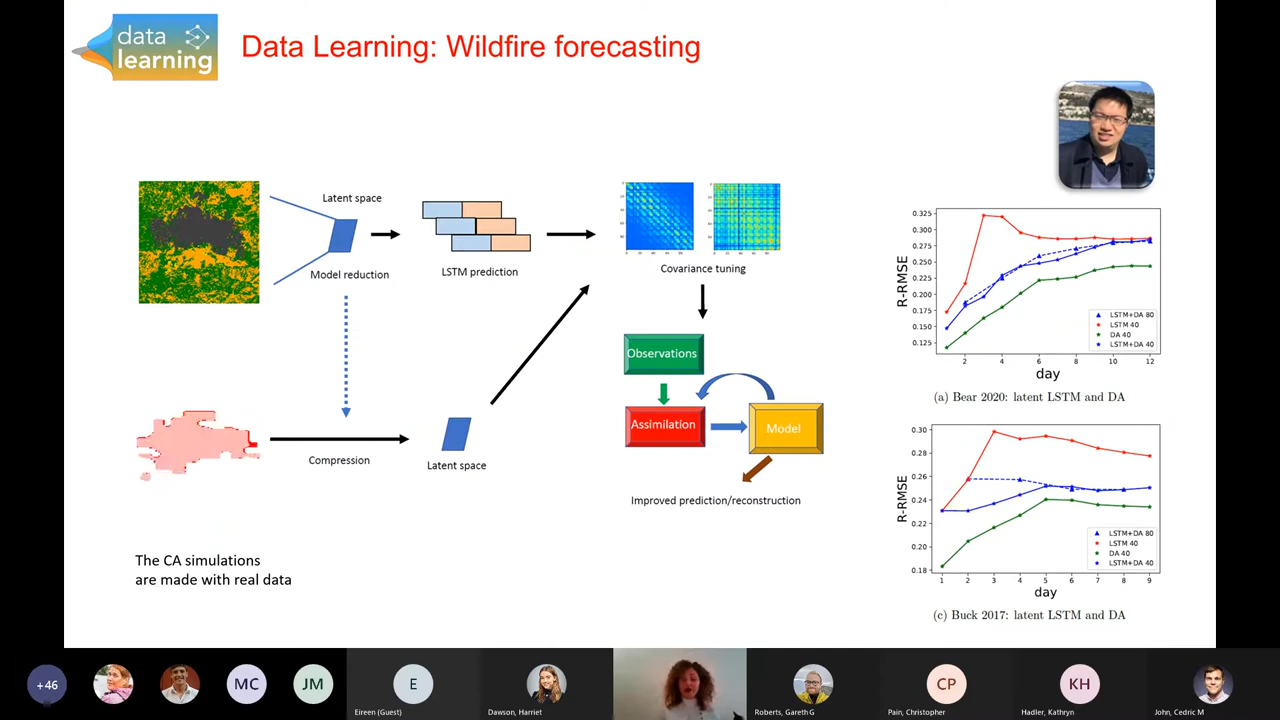 data
learning
Data Learning: Wildfire forecasting
Latent space
Model reduction
LSTM prediction
Covariance tuning
Observations
Assimilation
Model
Improved prediction/reconstruction
Compression
Latent space
The CA simulations
are made with real data
R-RMSE
0.325
0.300
0.275
0.250
0.225
0.200
0.175
0.150
0.125
LSTM+DA 80
LSTM 40
DA 40
LSTM+DA 40
2 4 6 8 10 12
day
(a) Bear 2020: latent LSTM and DA
R-RMSE
0.30
0.28
0.26
0.24
0.22
0.20
0.18
LSTM+DA 80
LSTM 40
DA 40
LSTM+DA 40
1 2 3 4 5 6 7 8 9
day
(c) Buck 2017: latent LSTM and DA
+46
MC
JM
E
Eireen (Guest)
Dawson, Harriet
Roberts, Gareth G
CP
Pain, Christopher
KH
Hadler, Kathryn
John, Cedric M